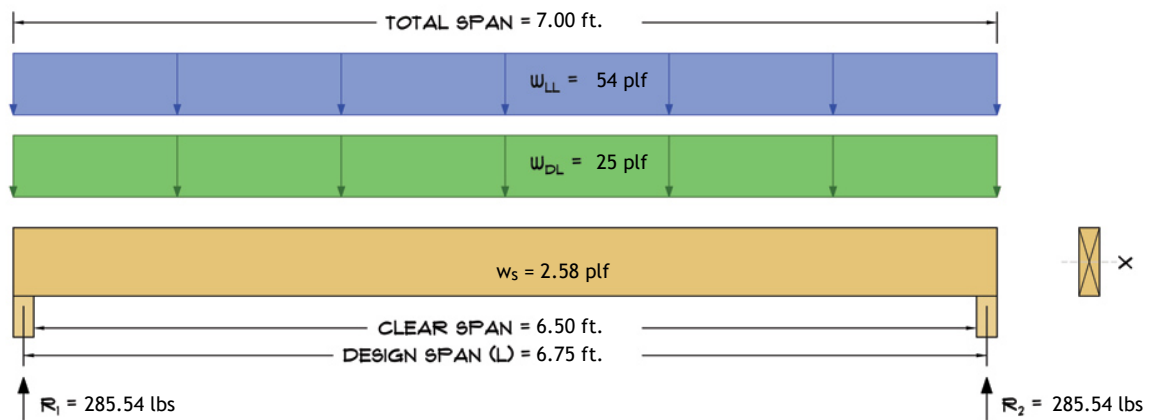 TOTAL SPAN = 7.00 ft.
wLL = 54 plf
wDL = 25 plf
ws = 2.58 plf
X
CLEAR SPAN = 6.50 ft.
DESIGN SPAN (L) = 6.75 ft.
R1 = 285.54 lbs
R2 = 285.54 lbs